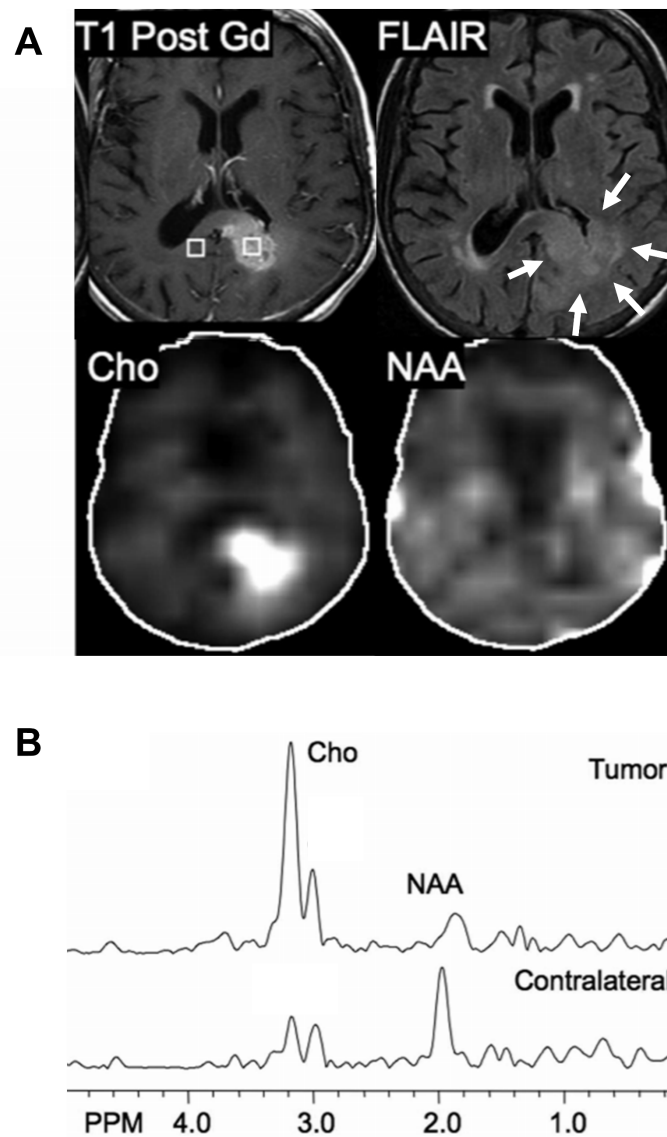 A
T1 Post Gd
FLAIR
Cho
NAA
B
Cho
Tumor
NAA
Contralateral
PPM 4.0 3.0 2.0 1.0